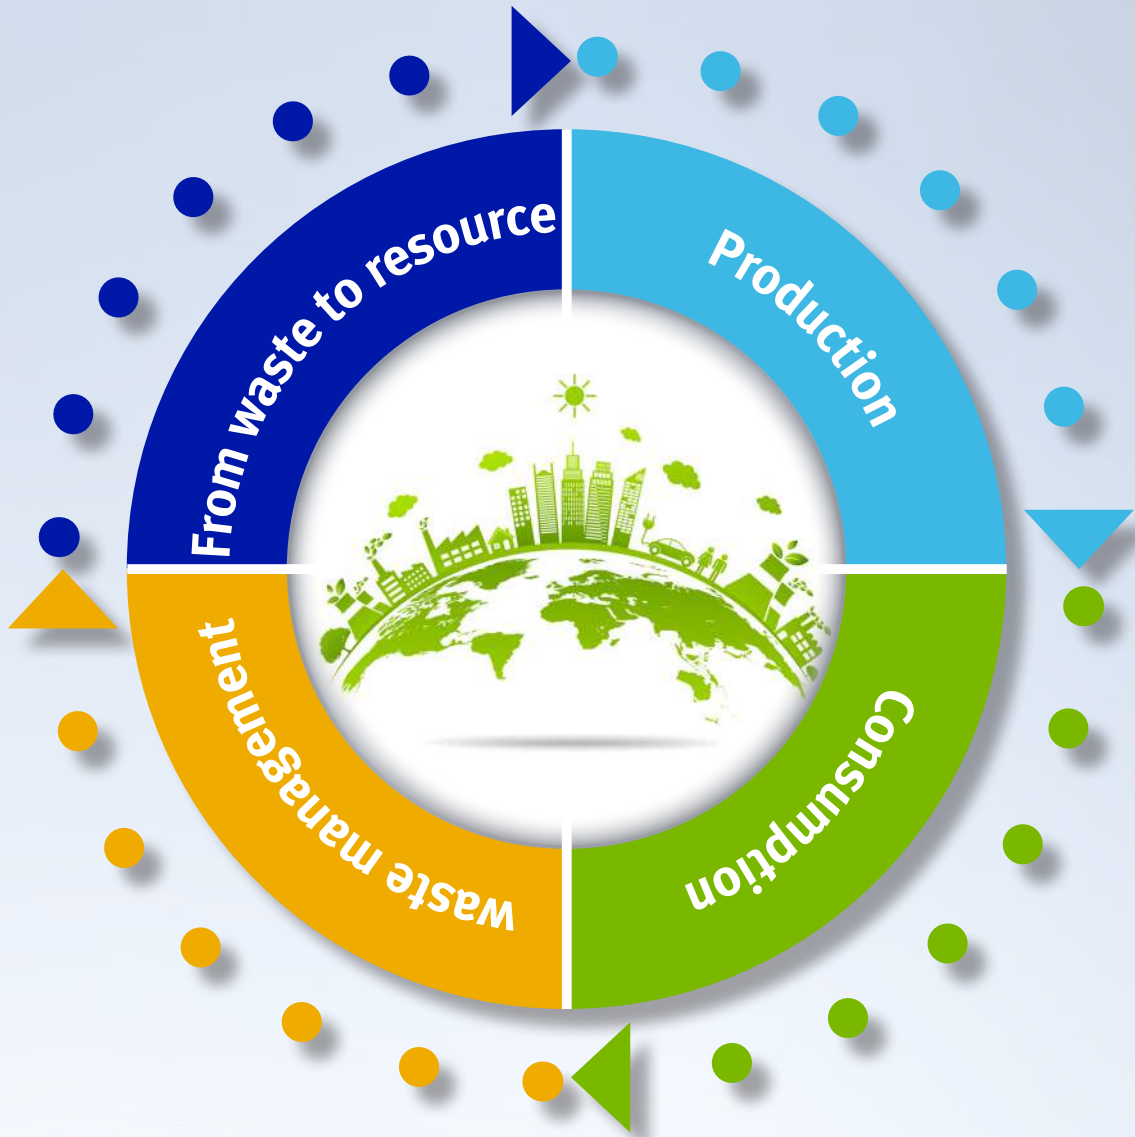 From waste to resource
Production
Consumption
waste management